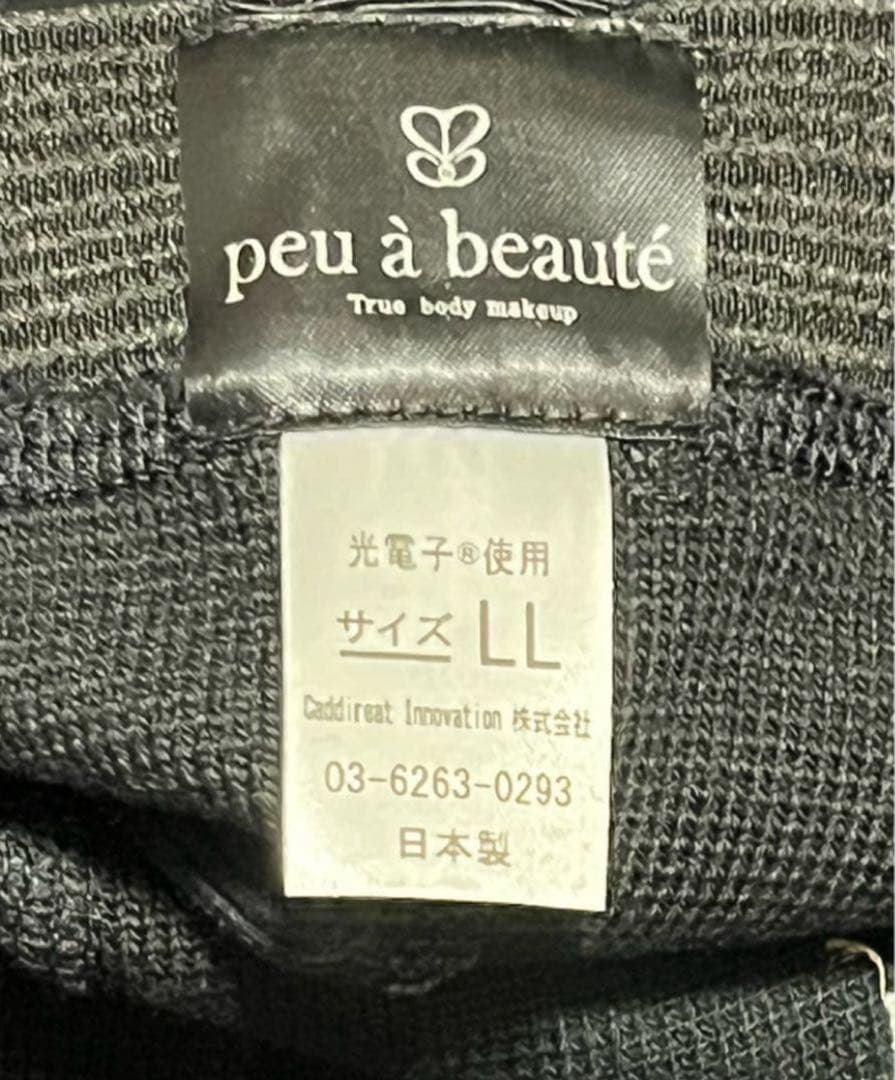 peu à beauté
True body makeup
光電子®使用
サイズ LL
Caddireat Innovation 株式会社
03-6263-0293
日本製